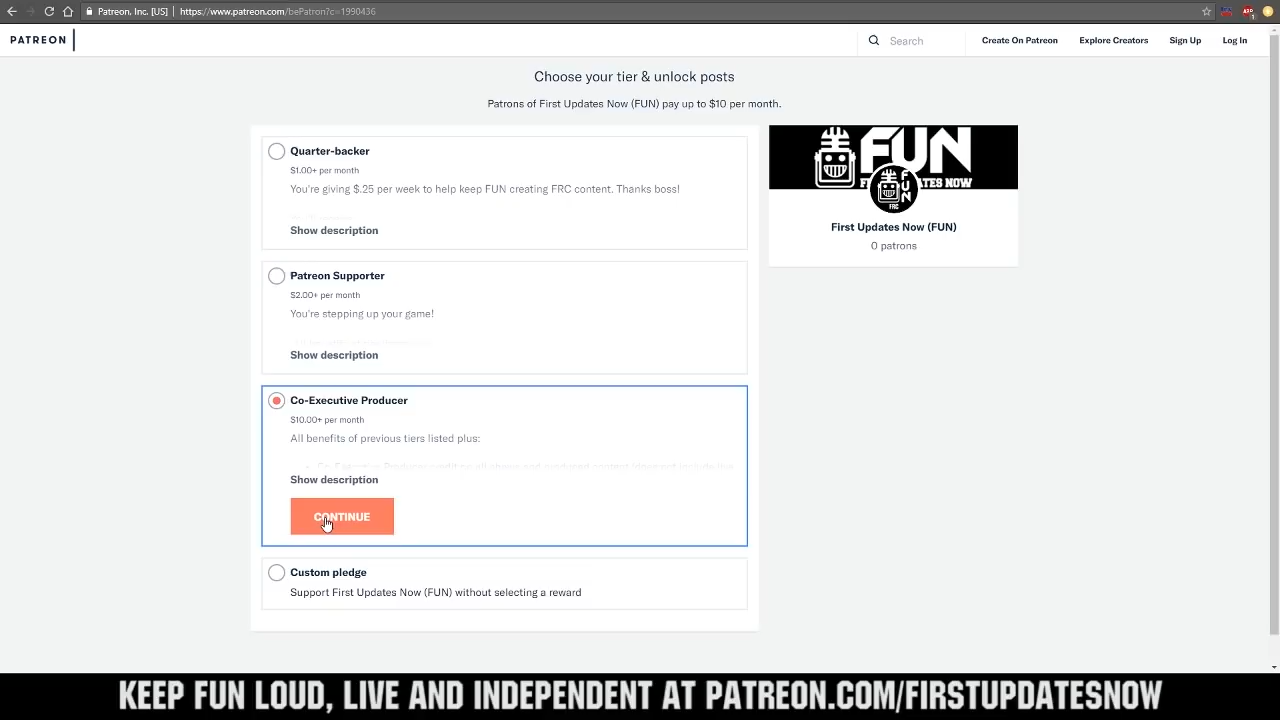 Patreon, Inc. [US] | https://www.patreon.com/bePatron?c=1990436
PATREON
Search
Create On Patreon
Explore Creators
Sign Up
Log In
Choose your tier & unlock posts
Patrons of First Updates Now (FUN) pay up to $10 per month.
Quarter-backer
$1.00+ per month
You're giving $.25 per week to help keep FUN creating FRC content. Thanks boss!
Show description
Patreon Supporter
$2.00+ per month
You're stepping up your game!
Show description
Co-Executive Producer
$10.00+ per month
All benefits of previous tiers listed plus:
Show description
CONTINUE
Custom pledge
Support First Updates Now (FUN) without selecting a reward
FUN
FUN
FRC
First Updates Now (FUN)
0 patrons
KEEP FUN LOUD, LIVE AND INDEPENDENT AT PATREON.COM/FIRSTUPDATESNOW